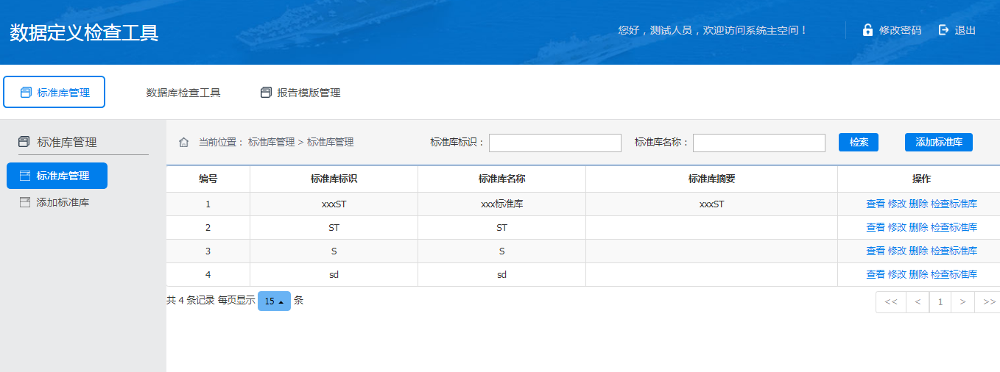 数据定义检查工具
您好，测试人员，欢迎访问系统主空间！ 修改密码 退出
标准库管理 数据库检查工具 报告模版管理
标准库管理
标准库管理
添加标准库
当前位置： 标准库管理 > 标准库管理 标准库标识： 标准库名称： 检索 添加标准库
编号 标准库标识 标准库名称 标准库摘要 操作
1 xxxST xxx标准库 xxxST 查看 修改 删除 检查标准库
2 ST ST 查看 修改 删除 检查标准库
3 S S 查看 修改 删除 检查标准库
4 sd sd 查看 修改 删除 检查标准库
共 4 条记录 每页显示 15 条 << < 1 > >>